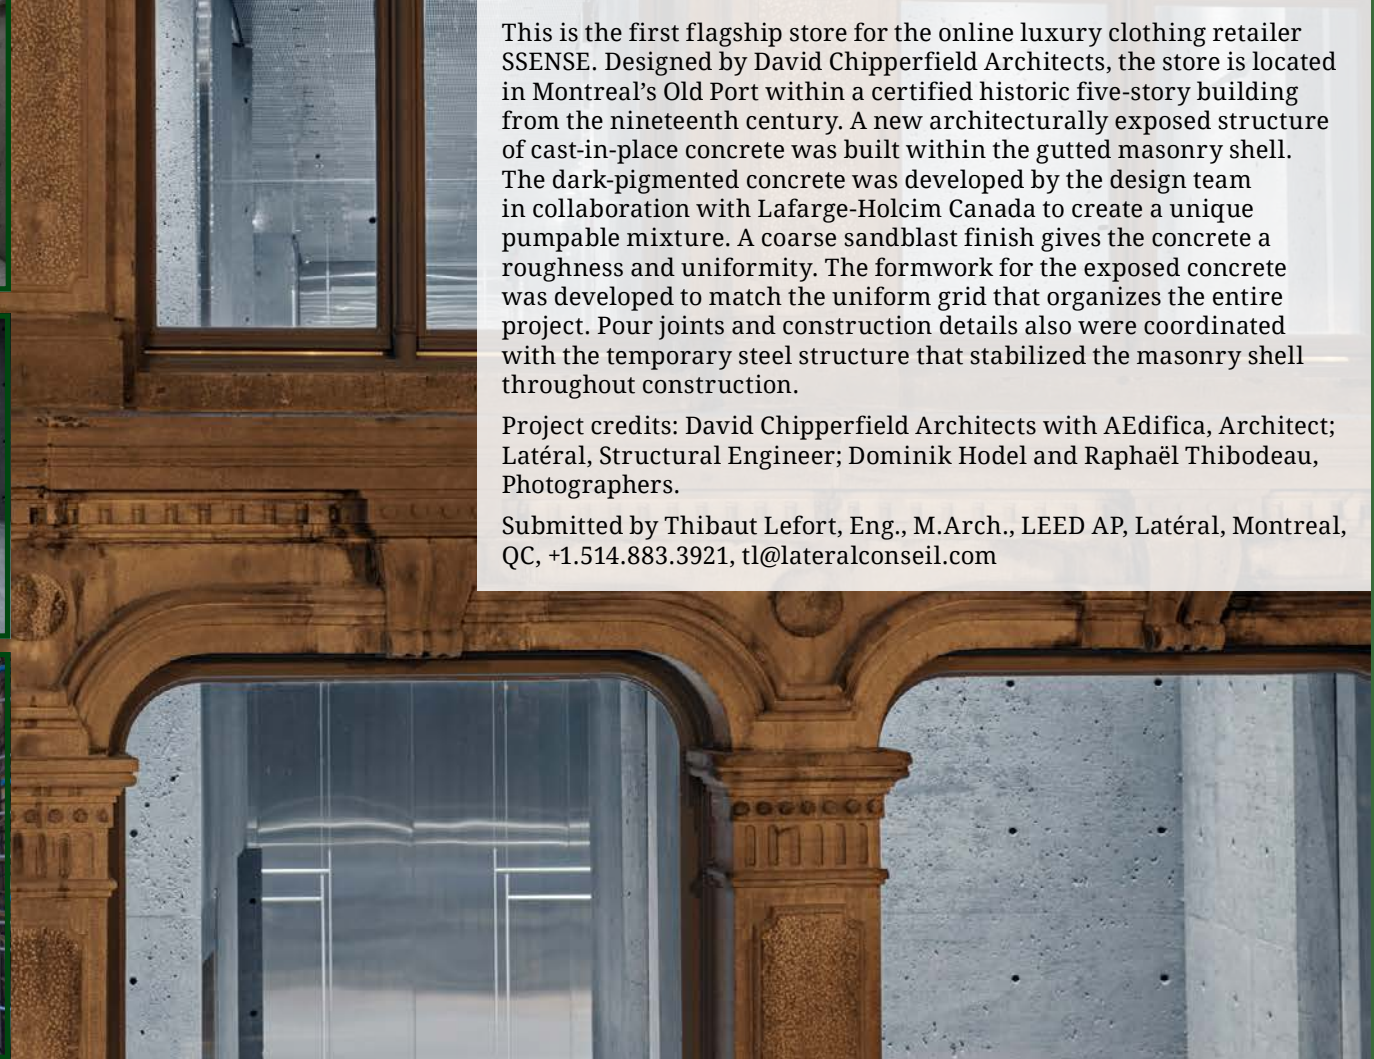 This is the first flagship store for the online luxury clothing retailer
SSENSE. Designed by David Chipperfield Architects, the store is located
in Montreal’s Old Port within a certified historic five-story building
from the nineteenth century. A new architecturally exposed structure
of cast-in-place concrete was built within the gutted masonry shell.
The dark-pigmented concrete was developed by the design team
in collaboration with Lafarge-Holcim Canada to create a unique
pumpable mixture. A coarse sandblast finish gives the concrete a
roughness and uniformity. The formwork for the exposed concrete
was developed to match the uniform grid that organizes the entire
project. Pour joints and construction details also were coordinated
with the temporary steel structure that stabilized the masonry shell
throughout construction.
Project credits: David Chipperfield Architects with AEdifica, Architect;
Latéral, Structural Engineer; Dominik Hodel and Raphaël Thibodeau,
Photographers.
Submitted by Thibaut Lefort, Eng., M.Arch., LEED AP, Latéral, Montreal,
QC, +1.514.883.3921, tl@lateralconseil.com